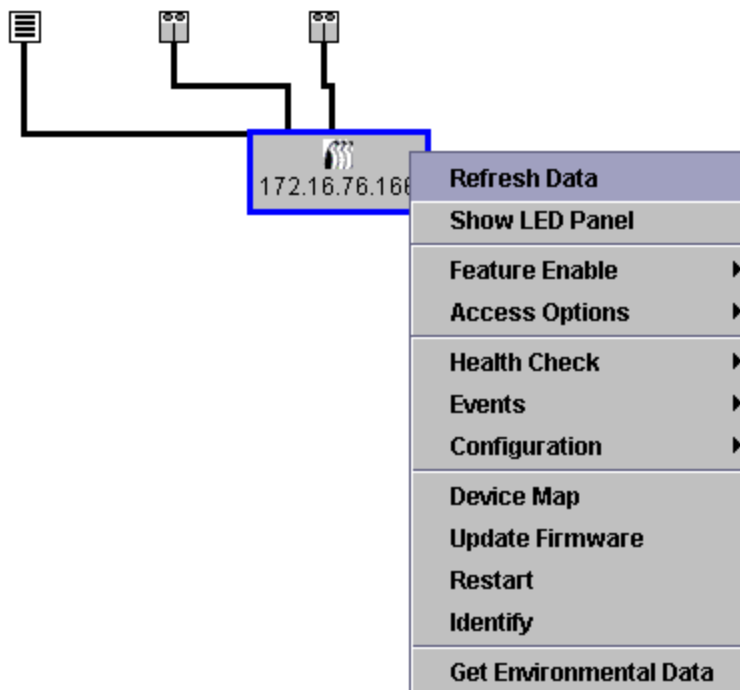 172.16.76.166
Refresh Data
Show LED Panel
Feature Enable
Access Options
Health Check
Events
Configuration
Device Map
Update Firmware
Restart
Identify
Get Environmental Data